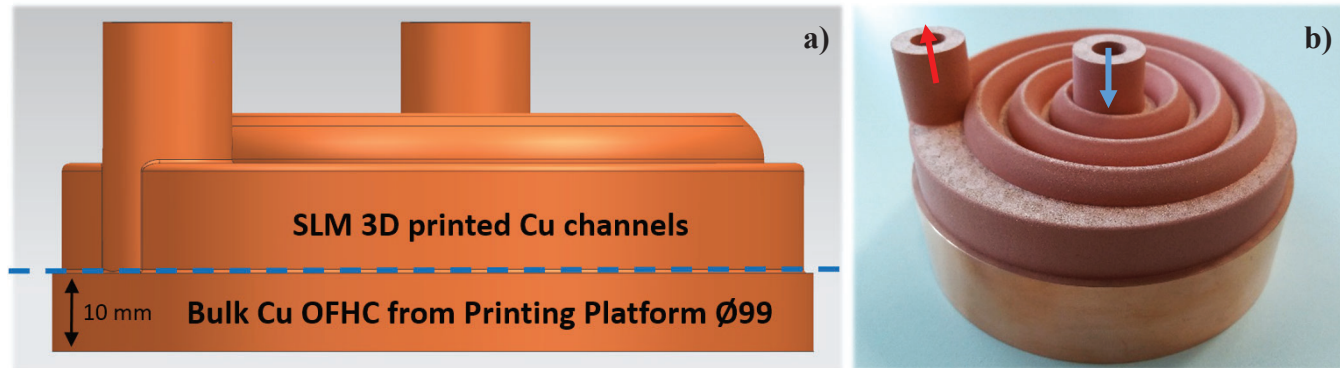 a)
SLM 3D printed Cu channels
10 mm
Bulk Cu OFHC from Printing Platform Ø99
b)